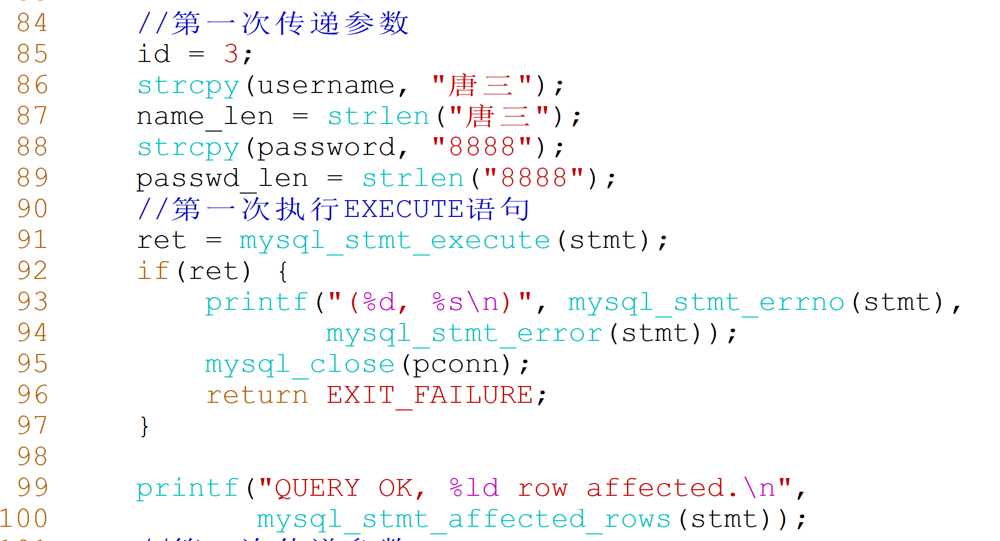 84 //第一次传递参数
85 id = 3;
86 strcpy(username, "唐三");
87 name_len = strlen("唐三");
88 strcpy(password, "8888");
89 passwd_len = strlen("8888");
90 //第一次执行EXECUTE语句
91 ret = mysql_stmt_execute(stmt);
92 if(ret) {
93 printf("(%d, %s\n)", mysql_stmt_errno(stmt),
94 mysql_stmt_error(stmt));
95 mysql_close(pconn);
96 return EXIT_FAILURE;
97 }
98
99 printf("QUERY OK, %ld row affected.\n",
100 mysql_stmt_affected_rows(stmt));